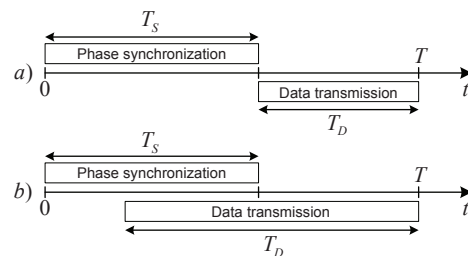 T_S
Phase synchronization
a)
0
T
t
Data transmission
T_D
T_S
Phase synchronization
b)
0
T
t
Data transmission
T_D